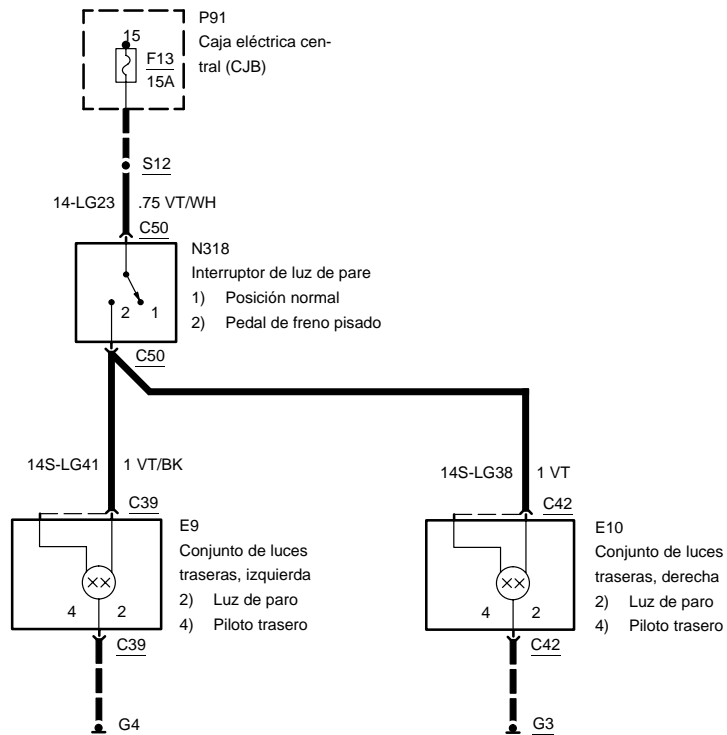 P91
Caja eléctrica cen-
tral (CJB)
15
F13
15A
S12
14-LG23 .75 VT/WH
C50
N318
Interruptor de luz de pare
1) Posición normal
2) Pedal de freno pisado
2 1
C50
14S-LG41 1 VT/BK
14S-LG38 1 VT
C39
C42
E9
Conjunto de luces
traseras, izquierda
2) Luz de paro
4) Piloto trasero
4 2
E10
Conjunto de luces
traseras, derecha
2) Luz de paro
4) Piloto trasero
4 2
C39
C42
G4
G3